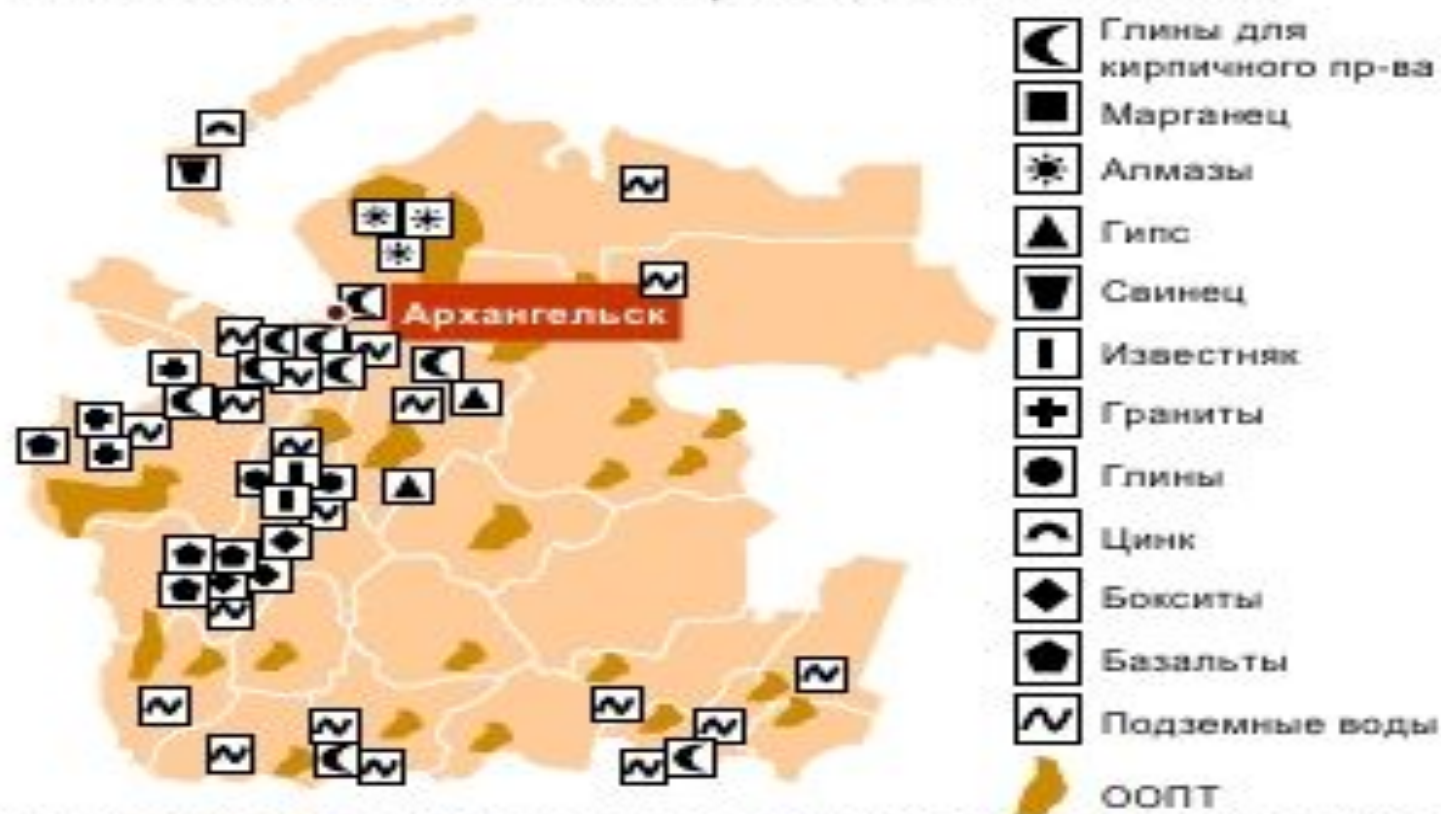 Глины для
кирпичного пр-ва
Марганец
Алмазы
Гипс
Свинец
Архангельск
Известняк
Граниты
Глины
Цинк
Бокситы
Базальты
Подземные воды
ООПТ